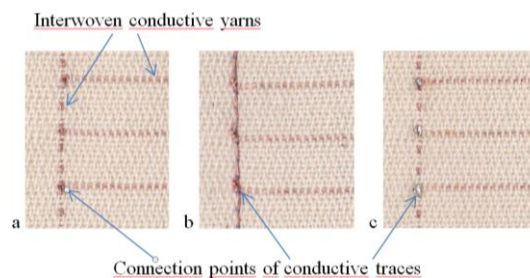 Interwoven conductive yarns
a
b
c
Connection points of conductive traces